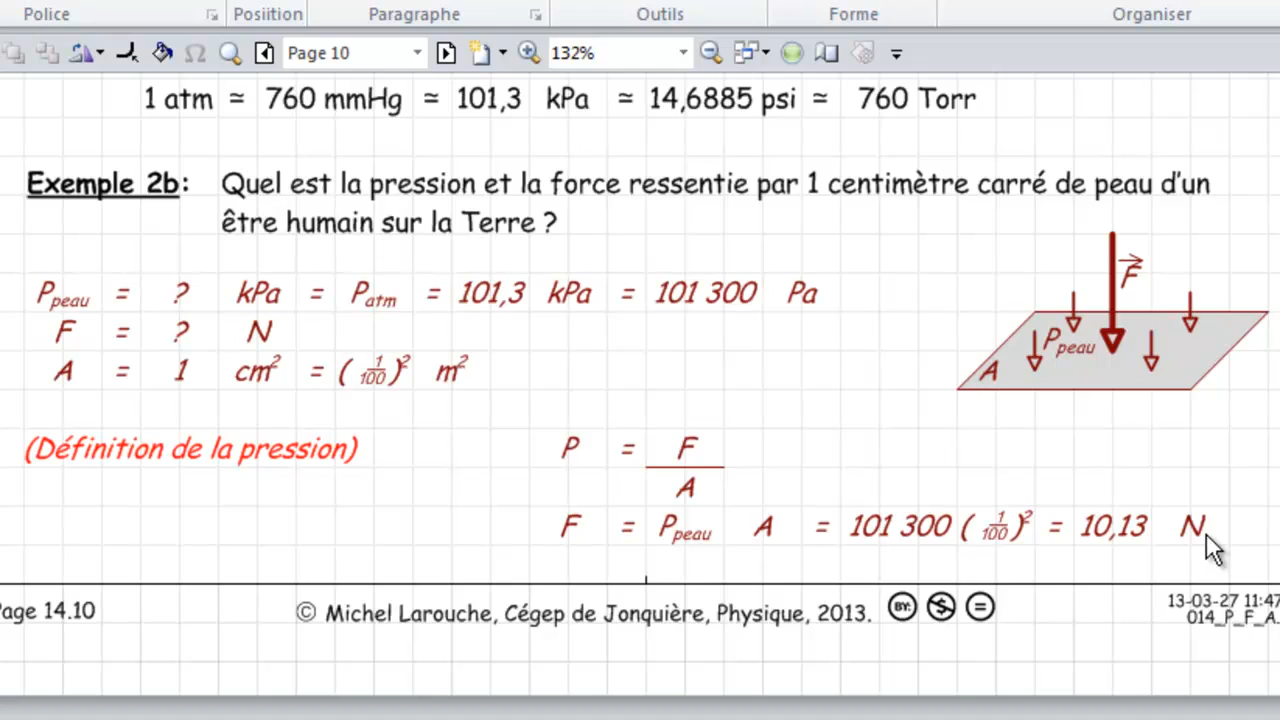 Police Posiition Paragraphe Outils Forme Organiser
Page 10 132%
1 atm ≃ 760 mmHg ≃ 101,3 kPa ≃ 14,6885 psi ≃ 760 Torr
Exemple 2b: Quel est la pression et la force ressentie par 1 centimètre carré de peau d'un
être humain sur la Terre ?
F
Ppeau = ? kPa = Patm = 101,3 kPa = 101 300 Pa
F = ? N
Ppeau
A = 1 cm² = ( 1/100 )² m²
A
(Définition de la pression) P = F / A
F = Ppeau A = 101 300 ( 1/100 )² = 10,13 N
age 14.10 © Michel Larouche, Cégep de Jonquière, Physique, 2013. BY: $ = 13-03-27 11:47
014_P_F_A.